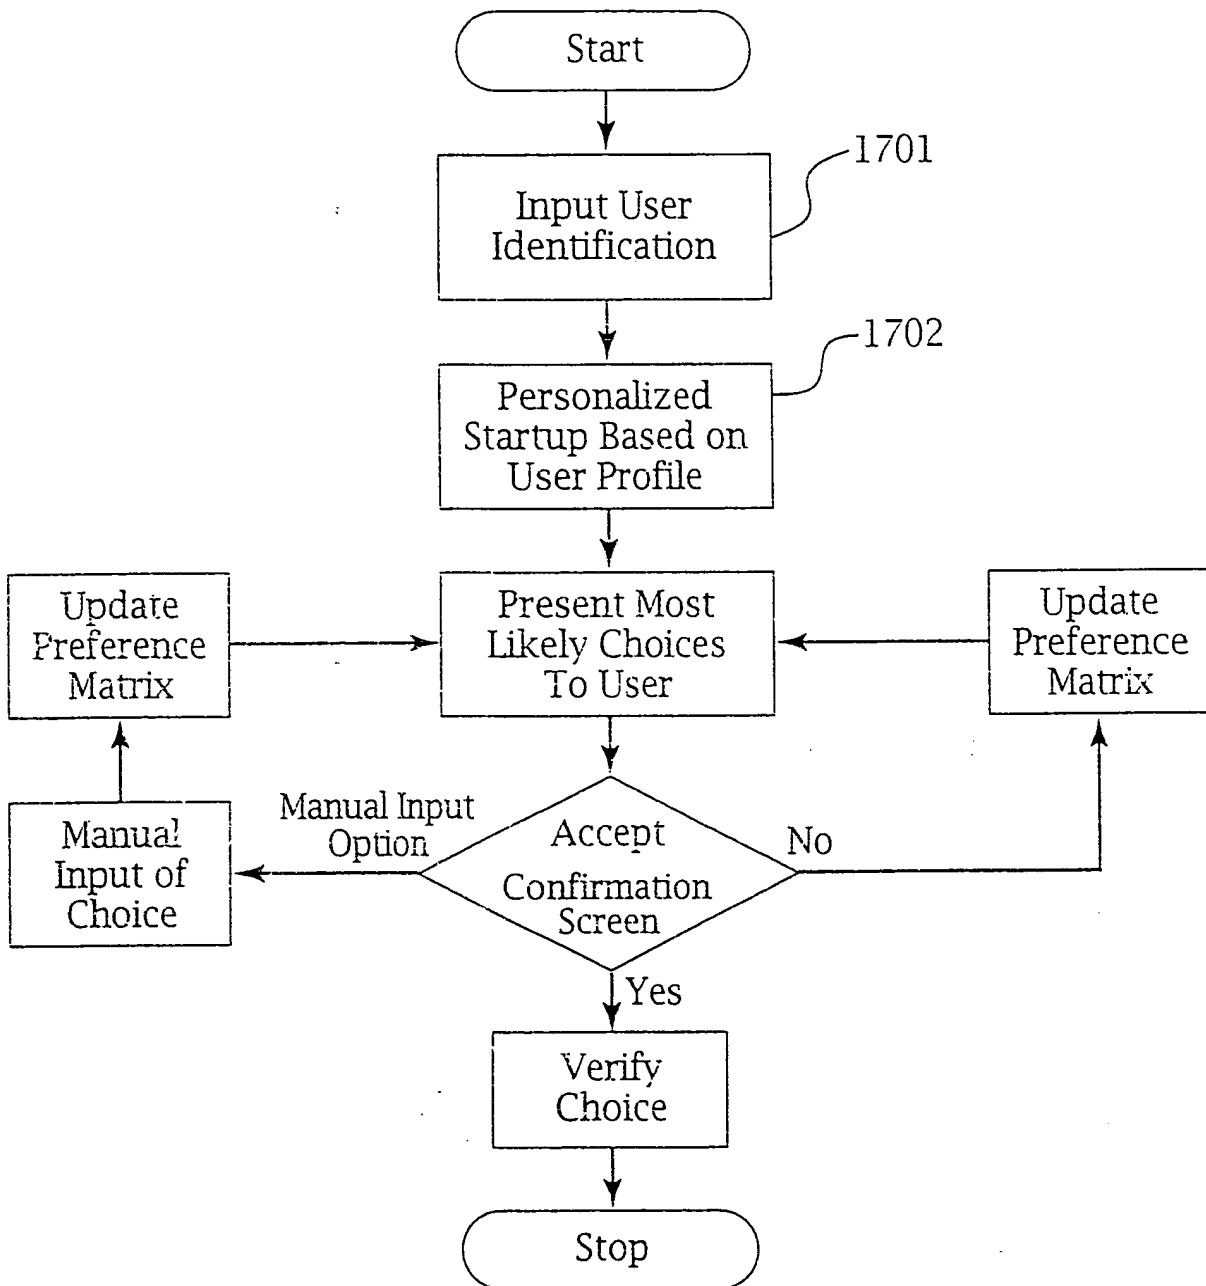 Start
1701
Input User
Identification
1702
Personalized
Startup Based on
User Profile
Update
Preference
Matrix
Present Most
Likely Choices
To User
Update
Preference
Matrix
Manual
Input of
Choice
Manual Input
Option
Accept
Confirmation
Screen
No
Yes
Verify
Choice
Stop